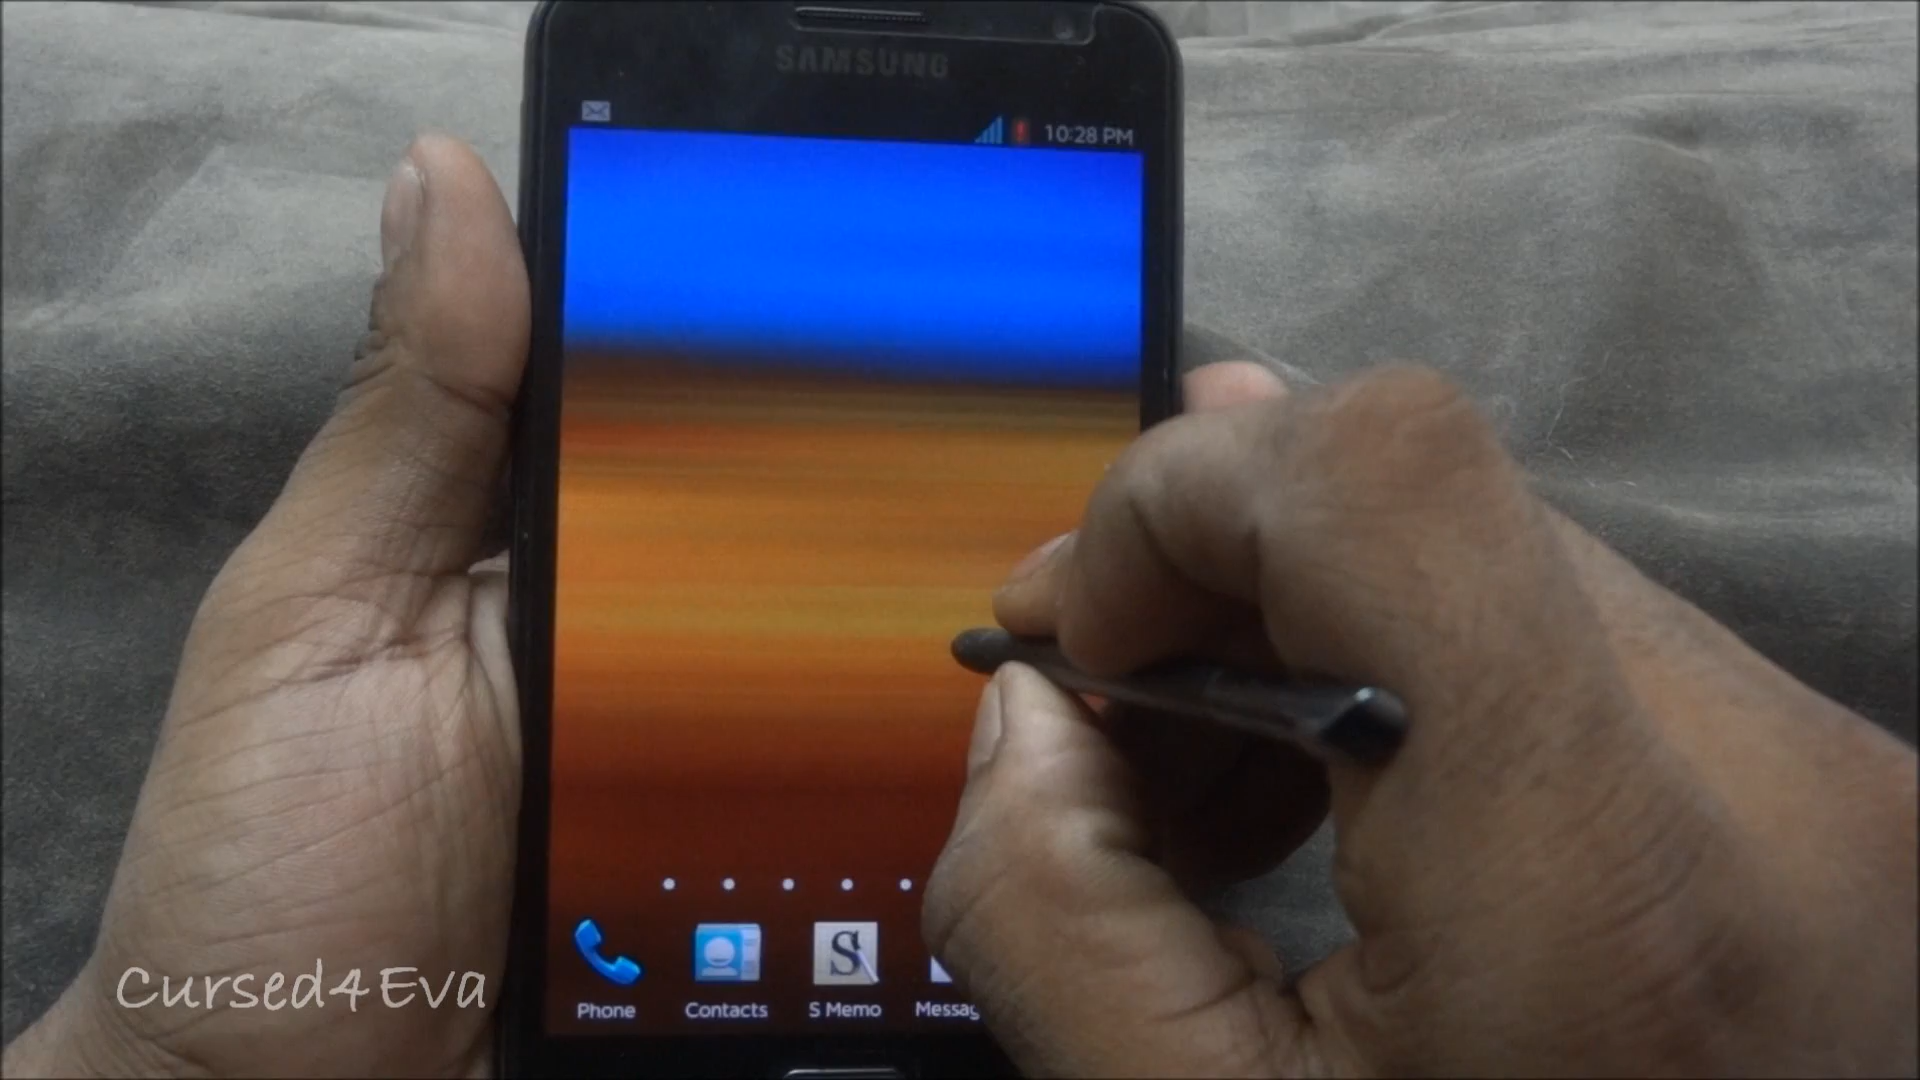 SAMSUNG
10:28 PM
S
Phone
Contacts
S Memo
Cursed4Eva